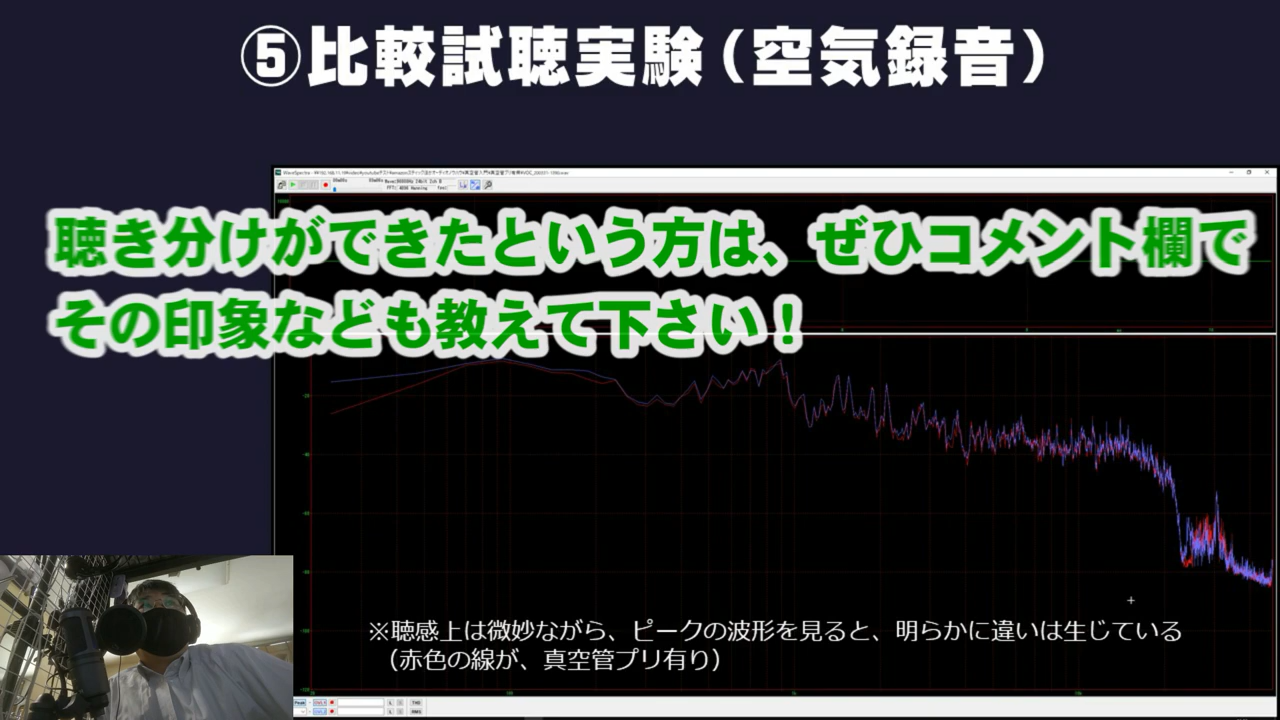 ⑤比較試聴実験（空気録音）
聴き分けができたという方は、ぜひコメント欄で
その印象なども教えて下さい！
※聴感上は微妙ながら、ピークの波形を見ると、明らかに違いは生じている
（赤色の線が、真空管プリ有り）